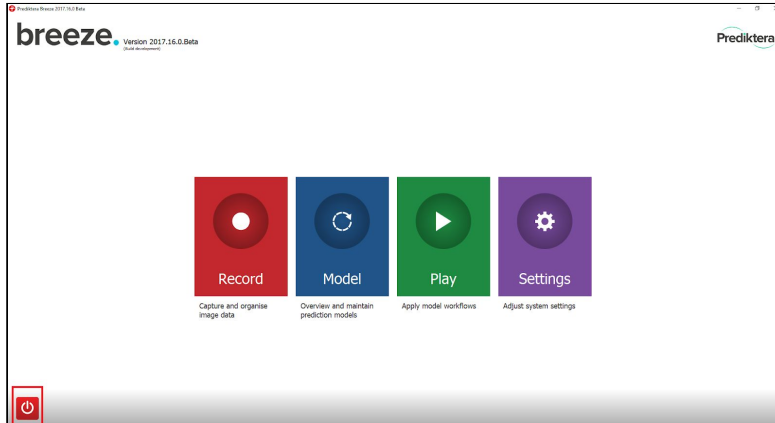 Prediktera Breeze 2017.16.0 Beta
breeze.
Version 2017.16.0.Beta
(Build development)
Prediktera
Record
Model
Play
Settings
Capture and organise
image data
Overview and maintain
prediction models
Apply model workflows
Adjust system settings